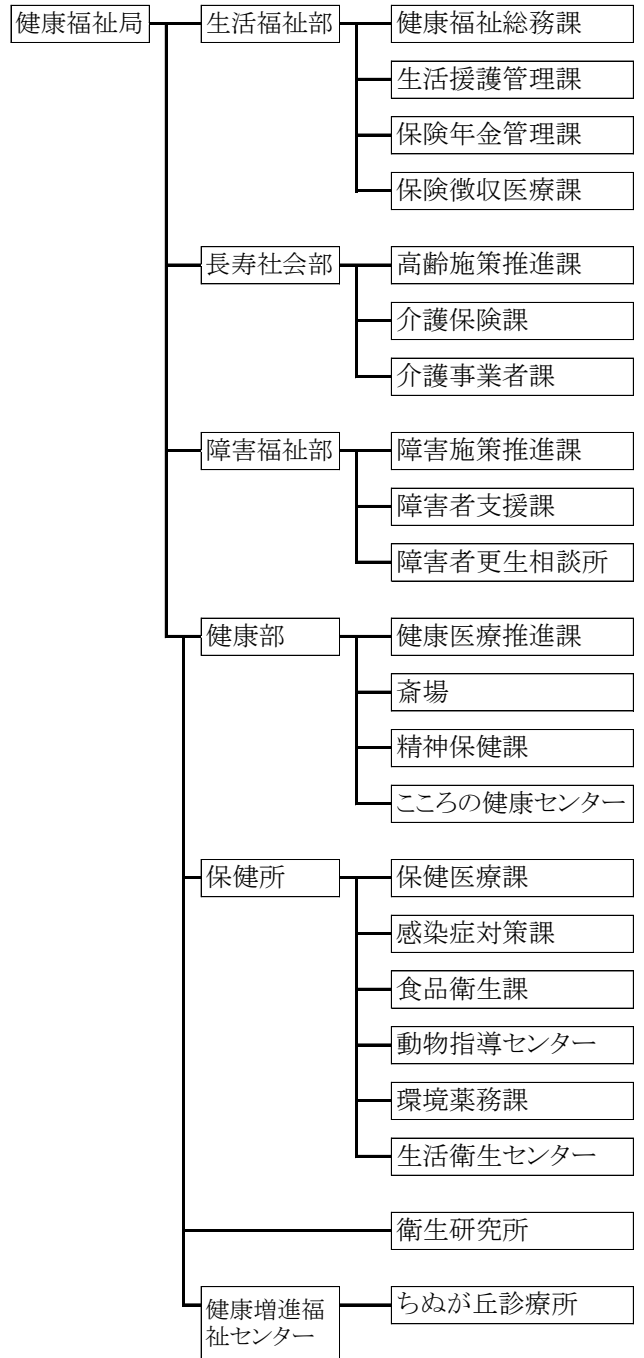 健康福祉局
生活福祉部
健康福祉総務課
生活援護管理課
保険年金管理課
保険徴収医療課
長寿社会部
高齢施策推進課
介護保険課
介護事業者課
障害福祉部
障害施策推進課
障害者支援課
障害者更生相談所
健康部
健康医療推進課
斎場
精神保健課
こころの健康センター
保健所
保健医療課
感染症対策課
食品衛生課
動物指導センター
環境薬務課
生活衛生センター
衛生研究所
健康増進福
祉センター
ちぬが丘診療所